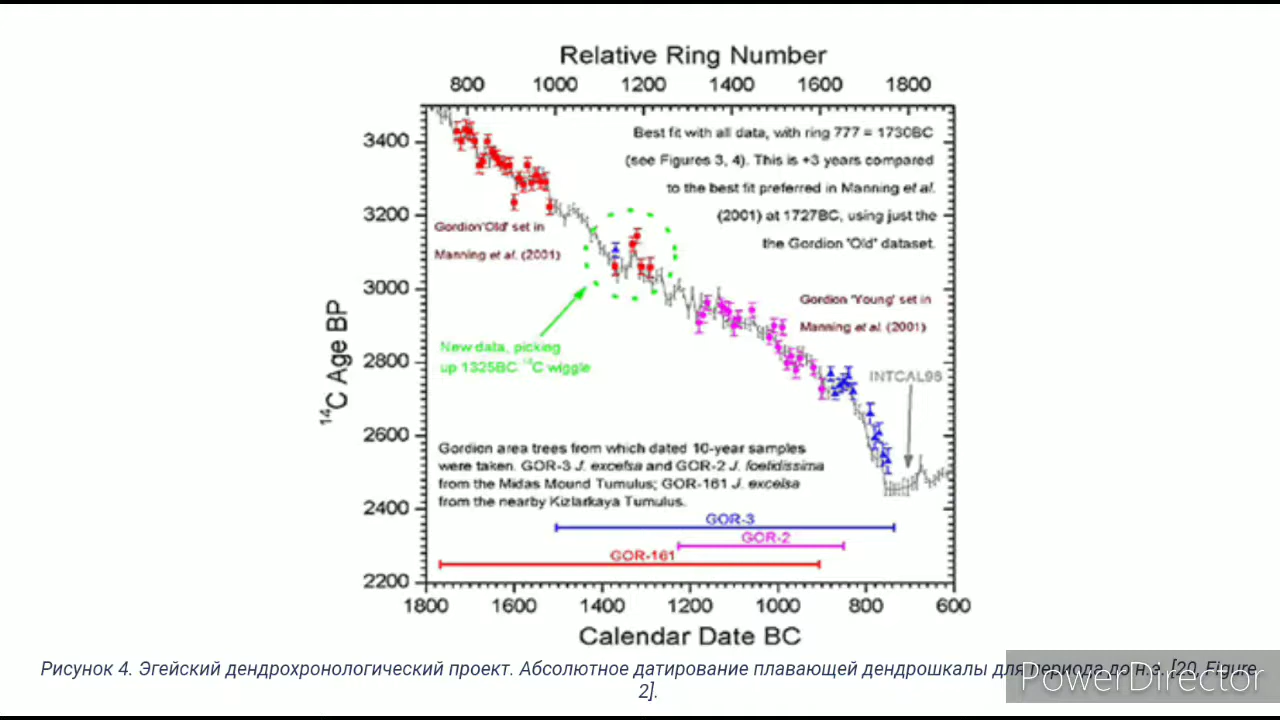 Relative Ring Number
800 1000 1200 1400 1600 1800
Best fit with all data, with ring 777 = 1730BC
(see Figures 3, 4). This is +3 years compared
to the best fit preferred in Manning et al.
(2001) at 1727BC, using just the
the Gordion 'Old' dataset.
3400
3200
3000
2800
2600
2400
2200
14C Age BP
Gordion 'Old' set in
Manning et al. (2001)
Gordion 'Young' set in
Manning et al. (2001)
New data, picking
up 1325BC 14C wiggle
INTCAL98
Gordion area trees from which dated 10-year samples
were taken. GOR-3 J. excelsa and GOR-2 J. foetidissima
from the Midas Mound Tumulus; GOR-161 J. excelsa
from the nearby Kizlarkaya Tumulus.
GOR-3
GOR-2
GOR-161
1800 1600 1400 1200 1000 800 600
Calendar Date BC
Рисунок 4. Эгейский дендрохронологический проект. Абсолютное датирование плавающей дендрошкалы для периода до н.э. [20, Figure
2].
PowerDirector